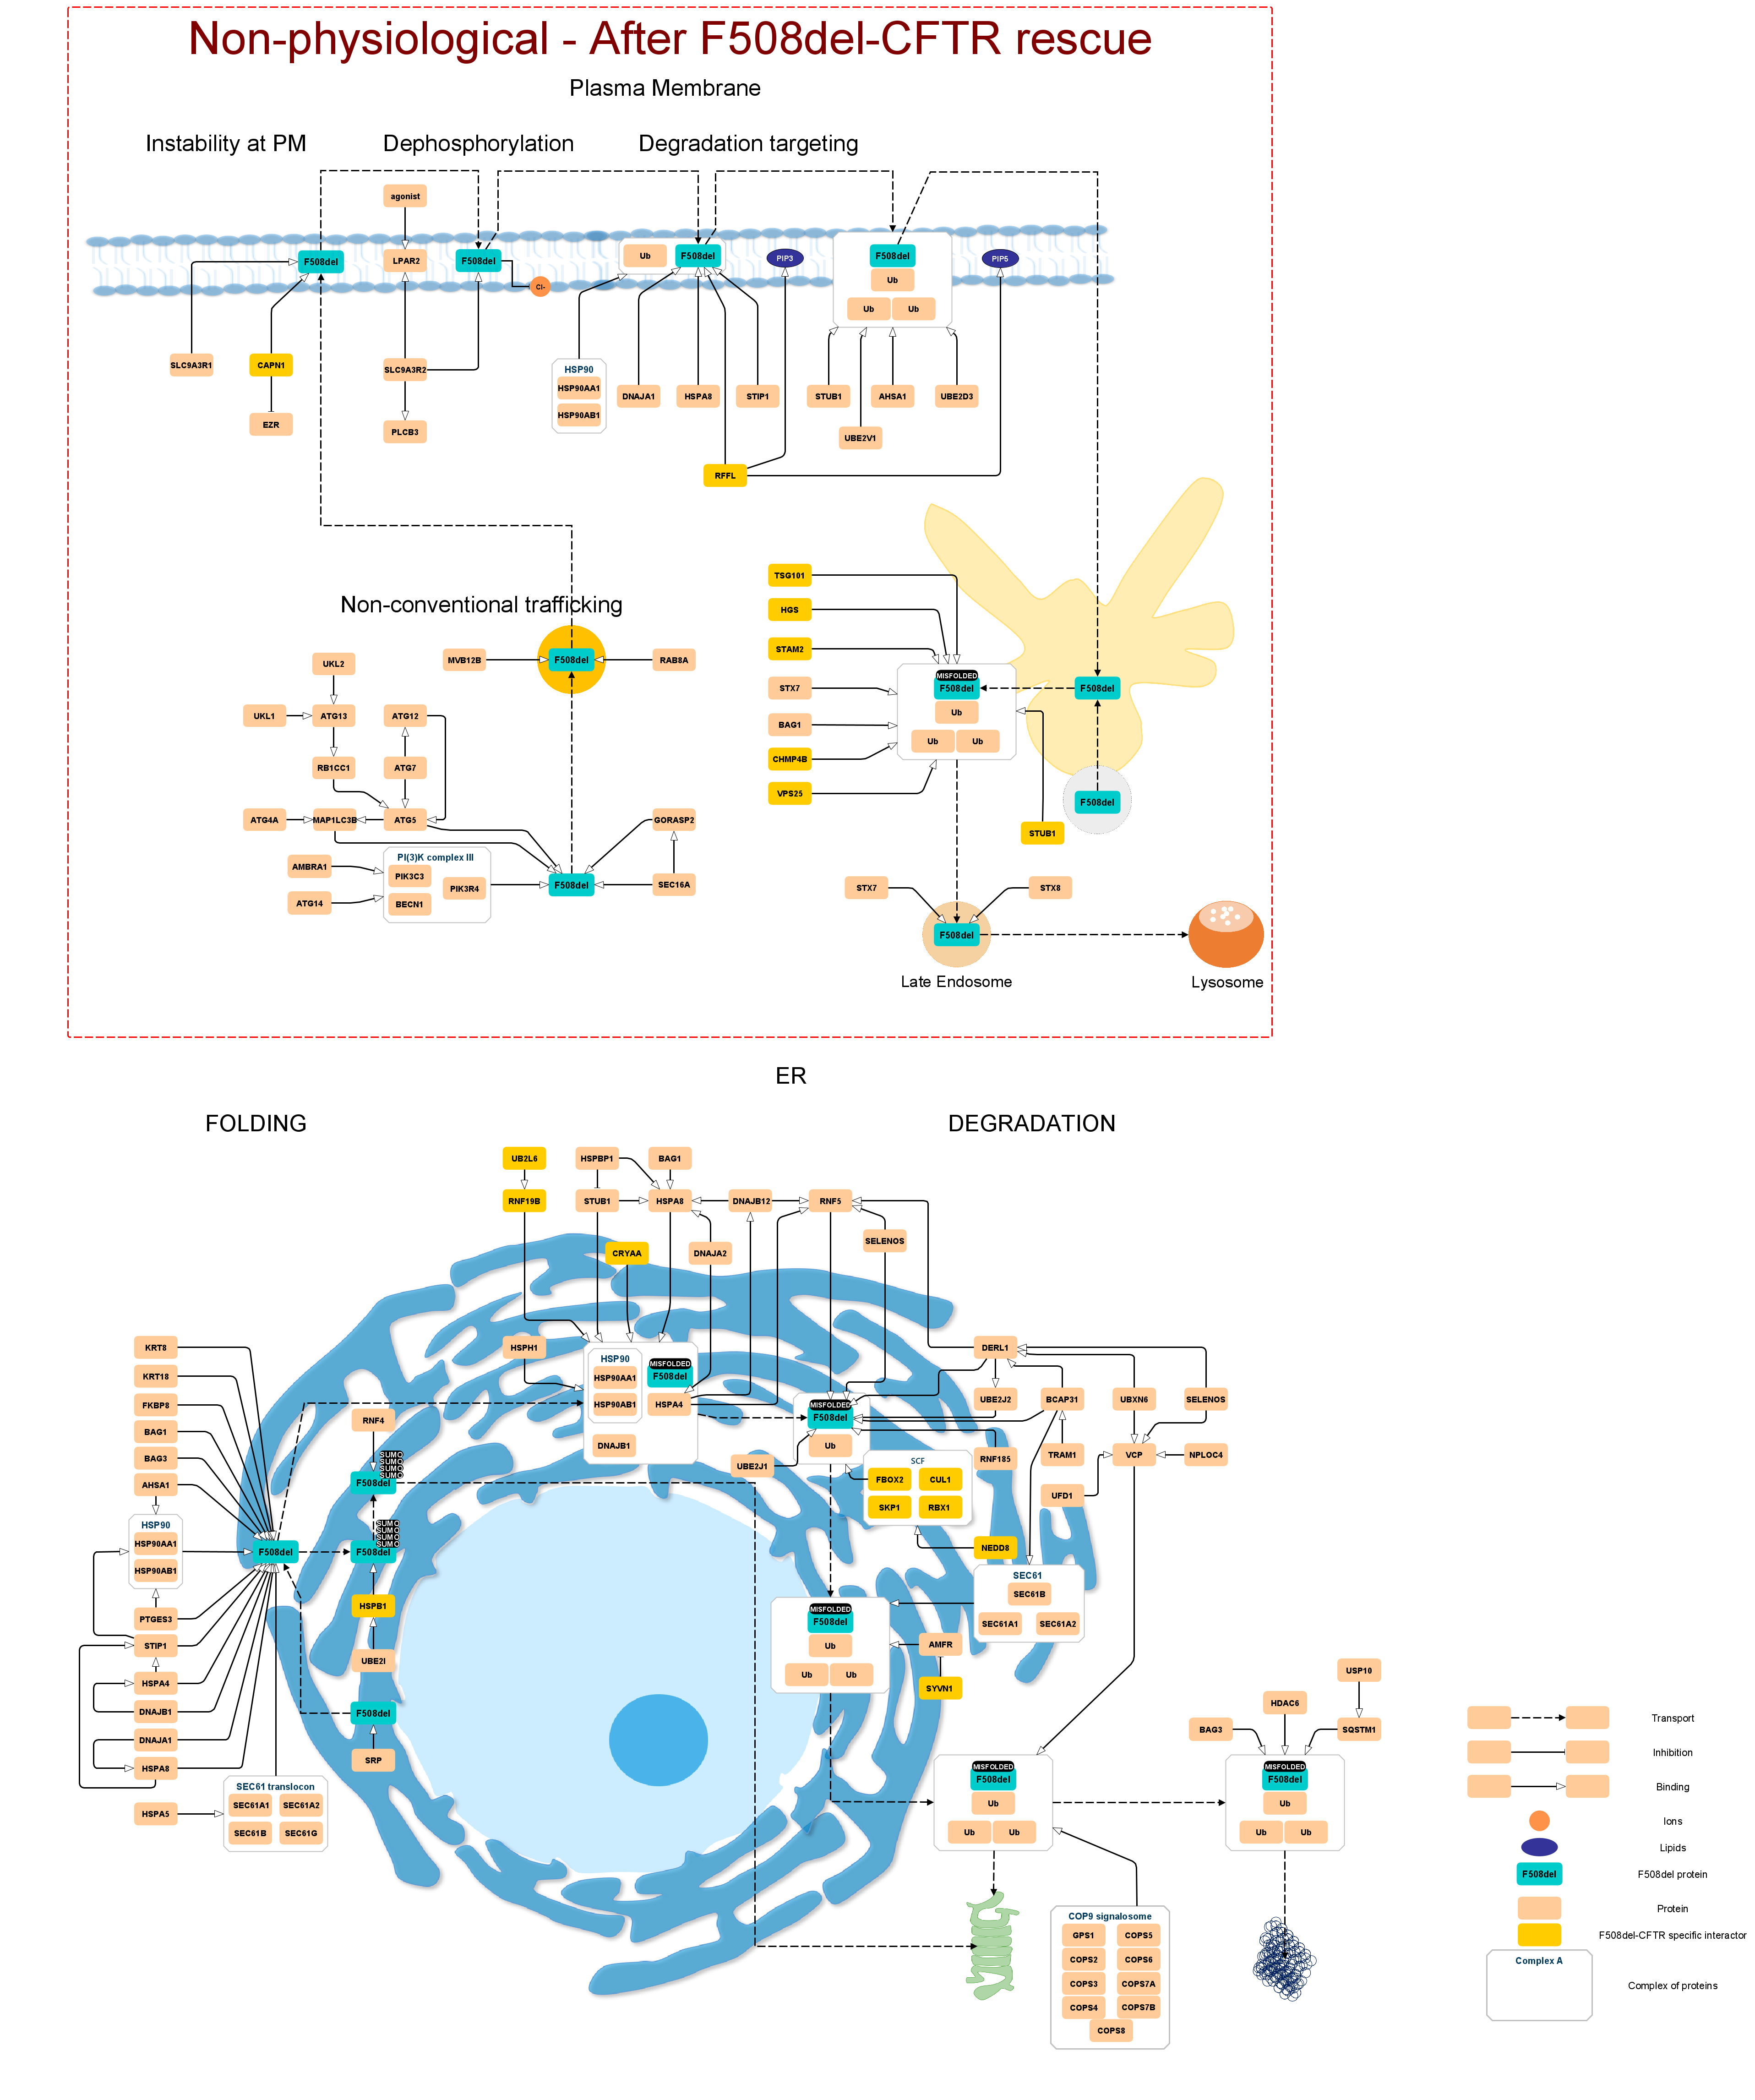 Non-physiological - After F508del-CFTR rescue
Plasma Membrane
Instability at PM
Dephosphorylation
Degradation targeting
agonist
F508del
LPAR2
F508del
Cl-
Ub
F508del
PIP3
F508del
Ub
Ub
Ub
PIP5
SLC9A3R1
CAPN1
EZR
SLC9A3R2
PLCB3
HSP90
HSP90AA1
HSP90AB1
DNAJA1
HSPA8
STIP1
STUB1
AHSA1
UBE2D3
UBE2V1
RFFL
Non-conventional trafficking
MVB12B
F508del
RAB8A
UKL2
UKL1
ATG13
ATG12
RB1CC1
ATG7
ATG4A
MAP1LC3B
ATG5
GORASP2
AMBRA1
ATG14
PI(3)K complex III
PIK3C3
PIK3R4
BECN1
F508del
SEC16A
TSG101
HGS
STAM2
STX7
BAG1
CHMP4B
VPS25
MISFOLDED
F508del
Ub
Ub
Ub
F508del
F508del
STUB1
STX7
STX8
F508del
Late Endosome
Lysosome
ER
FOLDING
DEGRADATION
UB2L6
HSPBP1
BAG1
RNF19B
STUB1
HSPA8
DNAJB12
RNF5
CRYAA
DNAJA2
SELENOS
KRT8
KRT18
FKBP8
BAG1
BAG3
AHSA1
HSP90
HSP90AA1
HSP90AB1
PTGES3
STIP1
HSPA4
DNAJB1
DNAJA1
HSPA8
HSPA5
SEC61 translocon
SEC61A1
SEC61A2
SEC61B
SEC61G
F508del
RNF4
SUMO
SUMO
SUMO
SUMO
F508del
SUMO
SUMO
SUMO
SUMO
F508del
HSPB1
UBE2I
F508del
SRP
HSPH1
HSP90
HSP90AA1
HSP90AB1
DNAJB1
MISFOLDED
F508del
HSPA4
MISFOLDED
F508del
Ub
UBE2J1
DERL1
UBE2J2
BCAP31
UBXN6
SELENOS
RNF185
TRAM1
VCP
NPLOC4
UFD1
SCF
FBOX2
CUL1
SKP1
RBX1
NEDD8
SEC61
SEC61B
SEC61A1
SEC61A2
MISFOLDED
F508del
Ub
Ub
Ub
AMFR
SYVN1
MISFOLDED
F508del
Ub
Ub
Ub
USP10
HDAC6
BAG3
SQSTM1
MISFOLDED
F508del
Ub
Ub
Ub
COP9 signalosome
GPS1
COPS5
COPS2
COPS6
COPS3
COPS7A
COPS4
COPS7B
COPS8
Transport
Inhibition
Binding
Ions
Lipids
F508del
F508del protein
Protein
F508del-CFTR specific interactor
Complex A
Complex of proteins